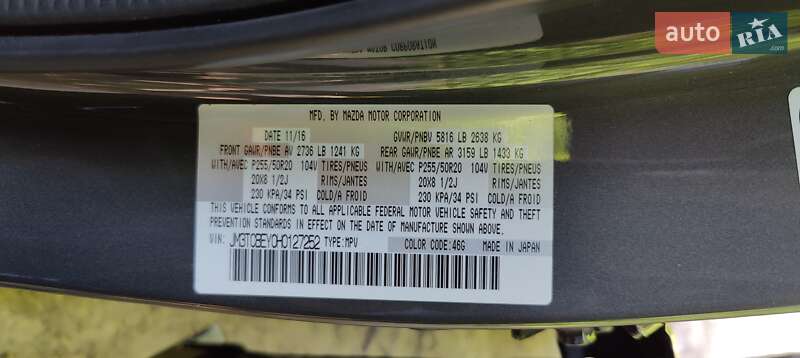 auto RIA.com
MFD. BY MAZDA MOTOR CORPORATION
DATE 11/16 GVWR/PNBV 5816 LB 2638 KG
FRONT GAWR/PNBE AV 2736 LB 1241 KG REAR GAWR/PNBE AR 3159 LB 1433 KG
WITH/AVEC P255/50R20 104V TIRES/PNEUS WITH/AVEC P255/50R20 104V TIRES/PNEUS
20X8 1/2J RIMS/JANTES 20X8 1/2J RIMS/JANTES
230 KPA/34 PSI COLD/A FROID 230 KPA/34 PSI COLD/A FROID
THIS VEHICLE CONFORMS TO ALL APPLICABLE FEDERAL MOTOR VEHICLE SAFETY AND THEFT
PREVENTION STANDARDS IN EFFECT ON THE DATE OF MANUFACTURE SHOWN ABOVE.
VIN: JM3TCBEY0H0127252 TYPE:MPV COLOR CODE:46G MADE IN JAPAN